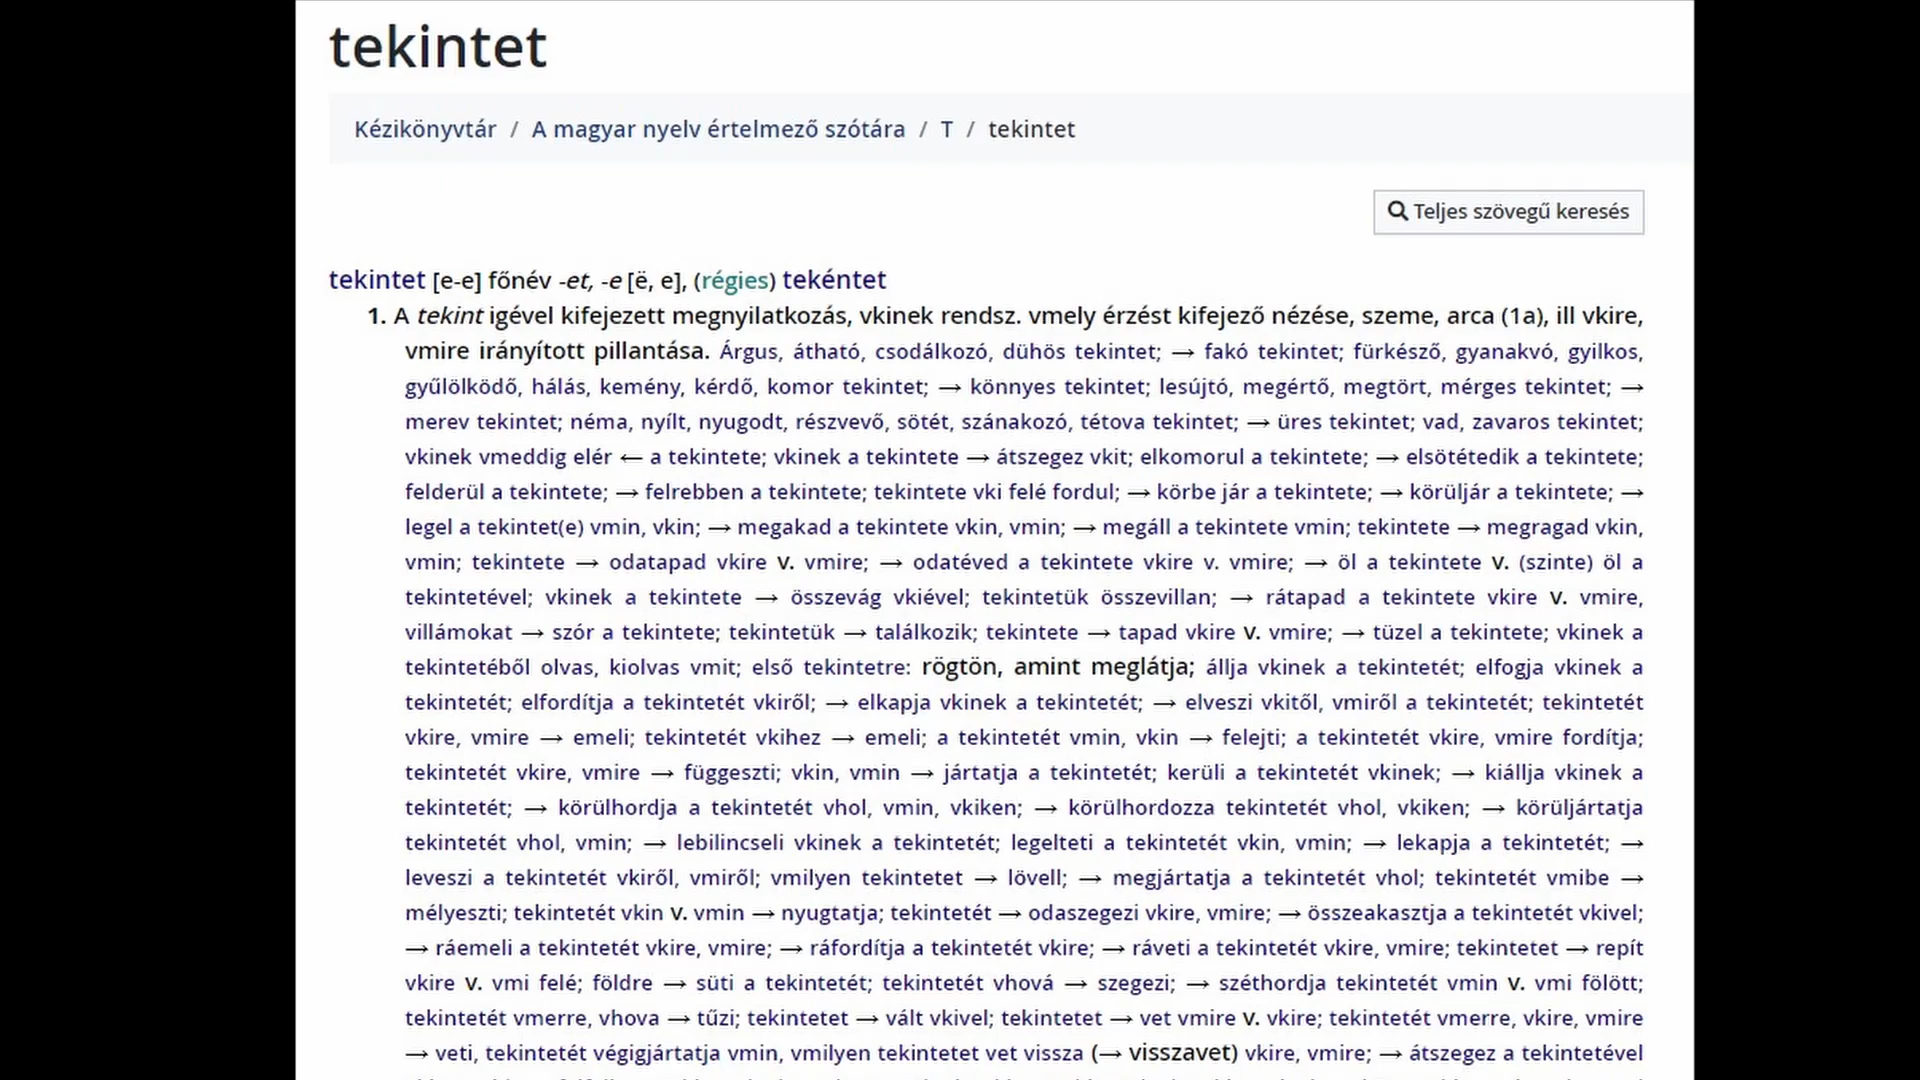 tekintet
Kézikönyvtár / A magyar nyelv értelmező szótára / T / tekintet
Teljes szövegű keresés
tekintet [e-e] főnév -et, -e [ë, e], (régies) tekéntet
1. A tekint igével kifejezett megnyilatkozás, vkinek rendsz. vmely érzést kifejező nézése, szeme, arca (1a), ill vkire,
vmire irányított pillantása. Árgus, átható, csodálkozó, dühös tekintet; → fakó tekintet; fürkésző, gyanakvó, gyilkos,
gyűlölködő, hálás, kemény, kérdő, komor tekintet; → könnyes tekintet; lesújtó, megértő, megtört, mérges tekintet; →
merev tekintet; néma, nyílt, nyugodt, részvevő, sötét, szánakozó, tétova tekintet; → üres tekintet; vad, zavaros tekintet;
vkinek vmeddig elér ← a tekintete; vkinek a tekintete → átszegez vkit; elkomorul a tekintete; → elsötétedik a tekintete;
felderül a tekintete; → felrebben a tekintete; tekintete vki felé fordul; → körbe jár a tekintete; → körüljár a tekintete; →
legel a tekintet(e) vmin, vkin; → megakad a tekintete vkin, vmin; → megáll a tekintete vmin; tekintete → megragad vkin,
vmin; tekintete → odatapad vkire v. vmire; → odatéved a tekintete vkire v. vmire; → öl a tekintete v. (szinte) öl a
tekintetével; vkinek a tekintete → összevág vkiével; tekintetük összevillan; → rátapad a tekintete vkire v. vmire,
villámokat → szór a tekintete; tekintetük → találkozik; tekintete → tapad vkire v. vmire; → tüzel a tekintete; vkinek a
tekintetéből olvas, kiolvas vmit; első tekintetre: rögtön, amint meglátja; állja vkinek a tekintetét; elfogja vkinek a
tekintetét; elfordítja a tekintetét vkiről; → elkapja vkinek a tekintetét; → elveszi vkitől, vmiről a tekintetét; tekintetét
vkire, vmire → emeli; tekintetét vkihez → emeli; a tekintetét vmin, vkin → felejti; a tekintetét vkire, vmire fordítja;
tekintetét vkire, vmire → függeszti; vkin, vmin → jártatja a tekintetét; kerüli a tekintetét vkinek; → kiállja vkinek a
tekintetét; → körülhordja a tekintetét vhol, vmin, vkiken; → körülhordozza tekintetét vhol, vkiken; → körüljártatja
tekintetét vhol, vmin; → lebilincseli vkinek a tekintetét; legelteti a tekintetét vkin, vmin; → lekapja a tekintetét; →
leveszi a tekintetét vkiről, vmiről; vmilyen tekintetet → lövell; → megjártatja a tekintetét vhol; tekintetét vmibe →
mélyeszti; tekintetét vkin v. vmin → nyugtatja; tekintetét → odaszegezi vkire, vmire; → összeakasztja a tekintetét vkivel;
→ ráemeli a tekintetét vkire, vmire; → ráfordítja a tekintetét vkire; → ráveti a tekintetét vkire, vmire; tekintetet → repít
vkire v. vmi felé; földre → süti a tekintetét; tekintetét vhová → szegezi; → széthordja tekintetét vmin v. vmi fölött;
tekintetét vmerre, vhova → tűzi; tekintetet → vált vkivel; tekintetet → vet vmire v. vkire; tekintetét vmerre, vkire, vmire
→ veti, tekintetét végigjártatja vmin, vmilyen tekintetet vet vissza (→ visszavet) vkire, vmire; → átszegez a tekintetével